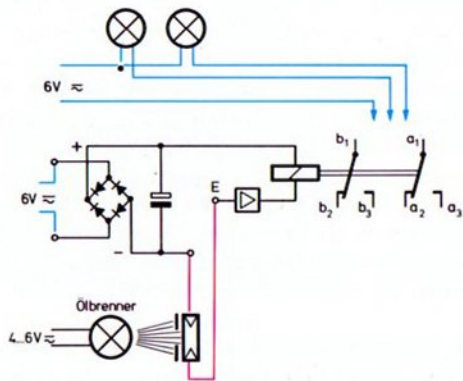 6V ≂
+
b₁
a₁
E
6V ≂
b₂
b₃
a₂
a₃
−
Ölbrenner
4...6V ≂